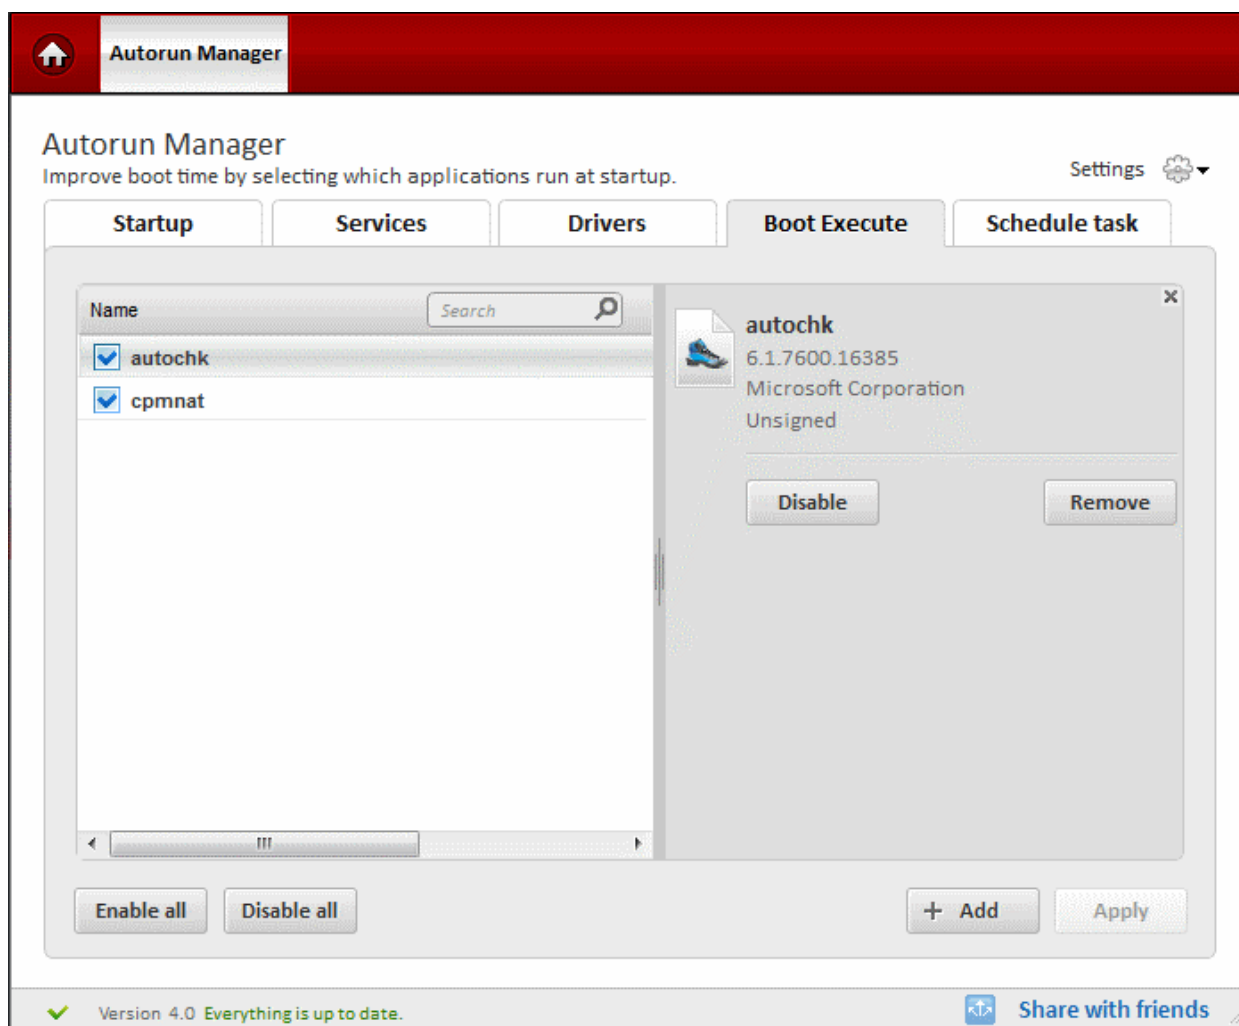 Autorun Manager
Autorun Manager
Improve boot time by selecting which applications run at startup.
Settings
Startup Services Drivers Boot Execute Schedule task
Name Search
autochk
cpmnat
autochk
6.1.7600.16385
Microsoft Corporation
Unsigned
Disable Remove
Enable all Disable all + Add Apply
Version 4.0 Everything is up to date. Share with friends